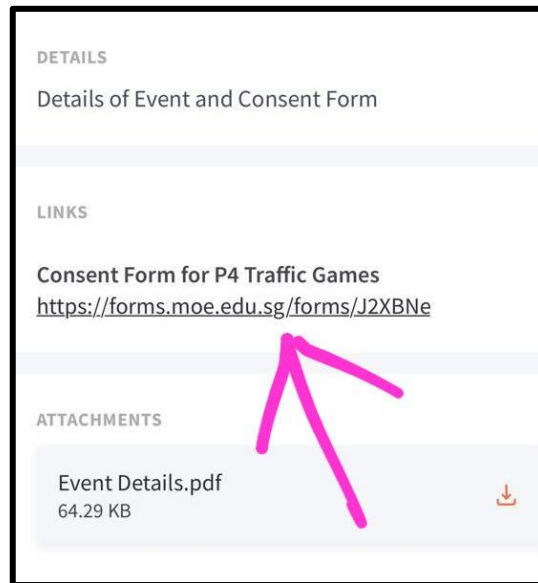 DETAILS
Details of Event and Consent Form
LINKS
Consent Form for P4 Traffic Games
https://forms.moe.edu.sg/forms/J2XBNe
ATTACHMENTS
Event Details.pdf
64.29 KB